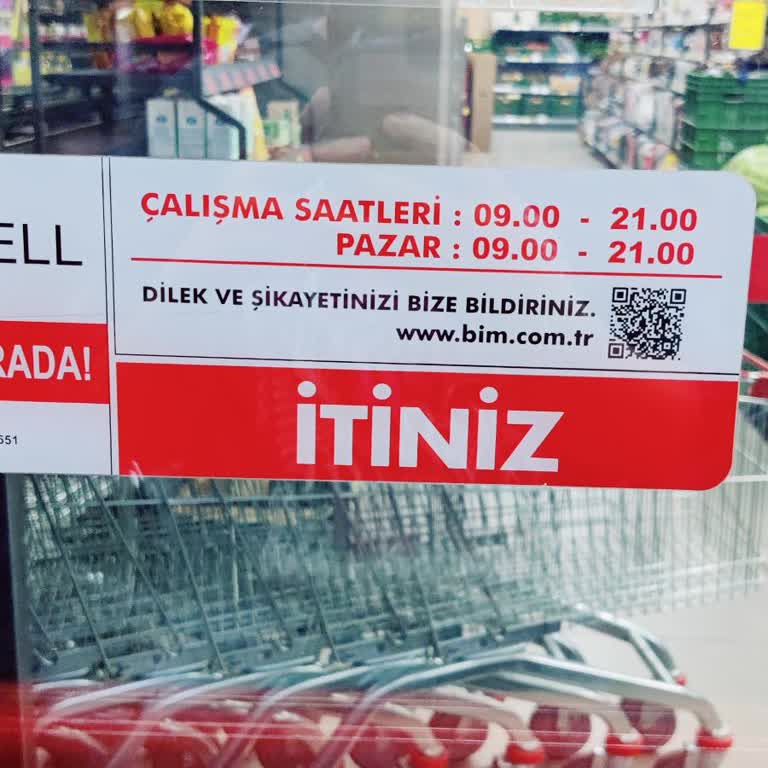 ELL
RADA!
651
ÇALIŞMA SAATLERİ : 09.00 - 21.00
PAZAR : 09.00 - 21.00
DİLEK VE ŞİKAYETİNİZİ BİZE BİLDİRİNİZ.
www.bim.com.tr
İTİNİZ